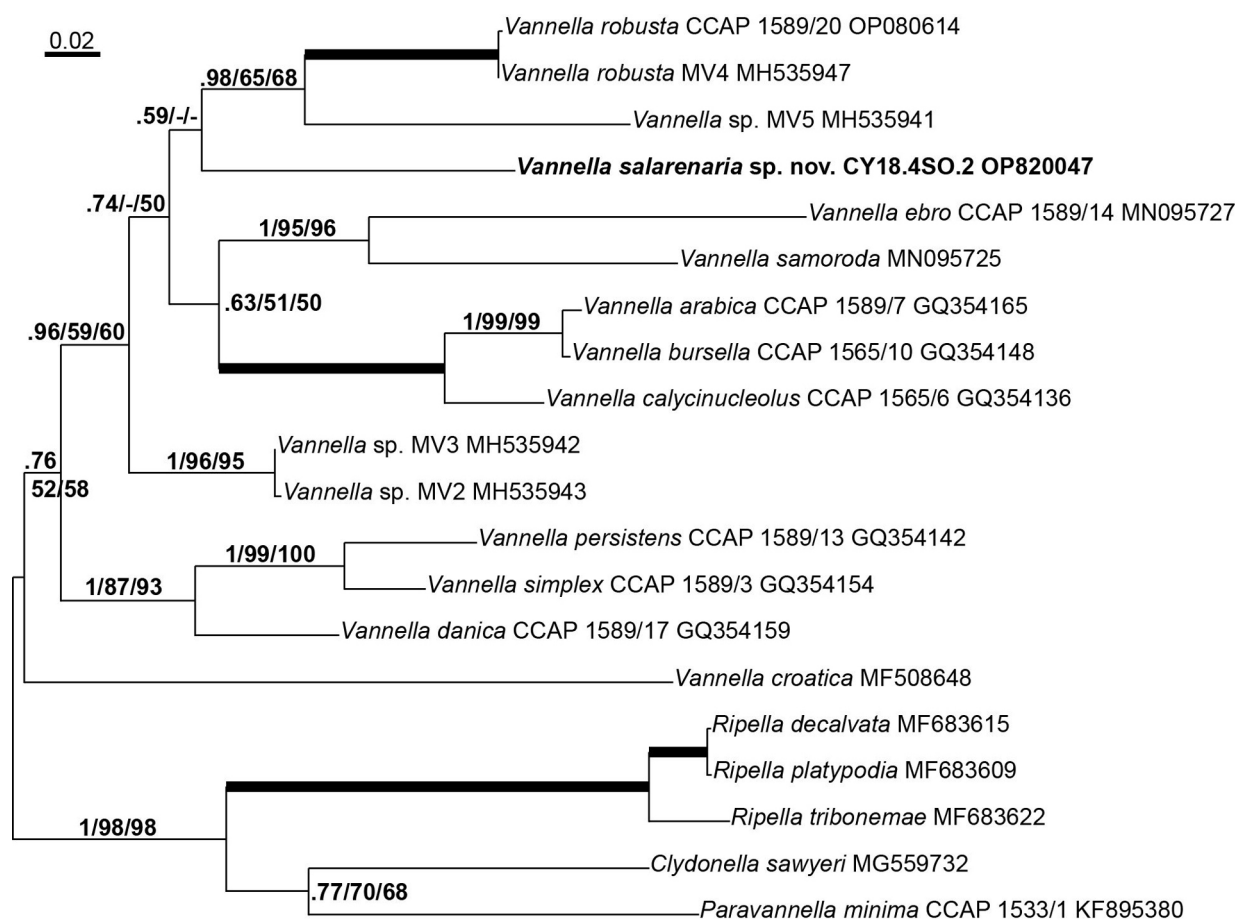 0.02
Vannella robusta CCAP 1589/20 OP080614
Vannella robusta MV4 MH535947
.98/65/68
Vannella sp. MV5 MH535941
.59/-/-
Vannella salarenaria sp. nov. CY18.4SO.2 OP820047
.74/-/50
Vannella ebro CCAP 1589/14 MN095727
1/95/96
Vannella samoroda MN095725
.63/51/50
Vannella arabica CCAP 1589/7 GQ354165
1/99/99
Vannella bursella CCAP 1565/10 GQ354148
.96/59/60
Vannella calycinucleolus CCAP 1565/6 GQ354136
Vannella sp. MV3 MH535942
1/96/95
Vannella sp. MV2 MH535943
.76
52/58
Vannella persistens CCAP 1589/13 GQ354142
1/99/100
Vannella simplex CCAP 1589/3 GQ354154
1/87/93
Vannella danica CCAP 1589/17 GQ354159
Vannella croatica MF508648
Ripella decalvata MF683615
Ripella platypodia MF683609
Ripella tribonemae MF683622
1/98/98
Clydonella sawyeri MG559732
.77/70/68
Paravannella minima CCAP 1533/1 KF895380